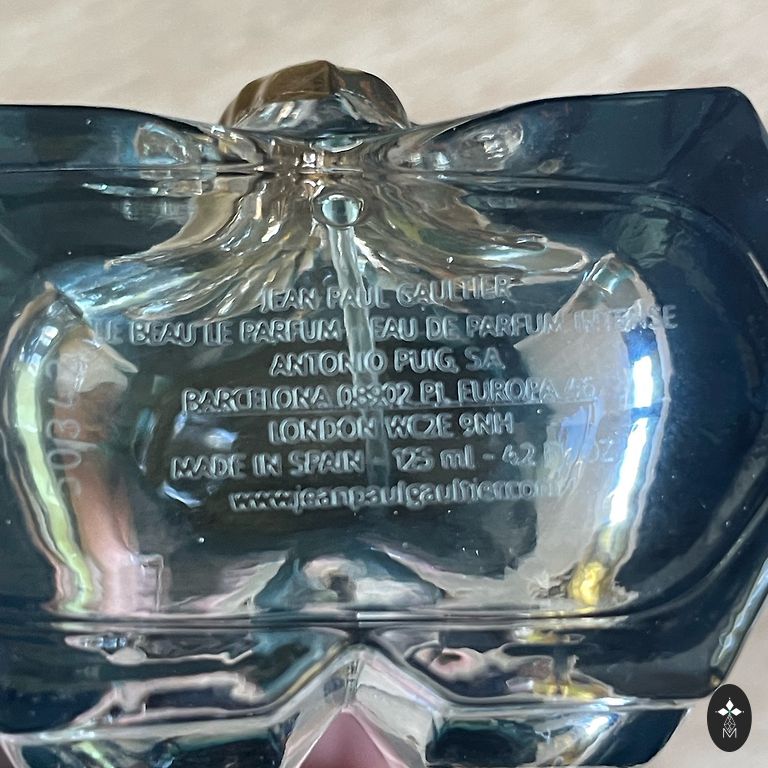 JEAN PAUL GAULTIER
LE BEAU LE PARFUM EAU DE PARFUM INTENSE
ANTONIO PUIG, SA
BARCELONA 08902 PL EUROPA 46
LONDON WC2E 9NH
MADE IN SPAIN - 125 ml - 4.2
www.jeanpaulgaultier.com
M